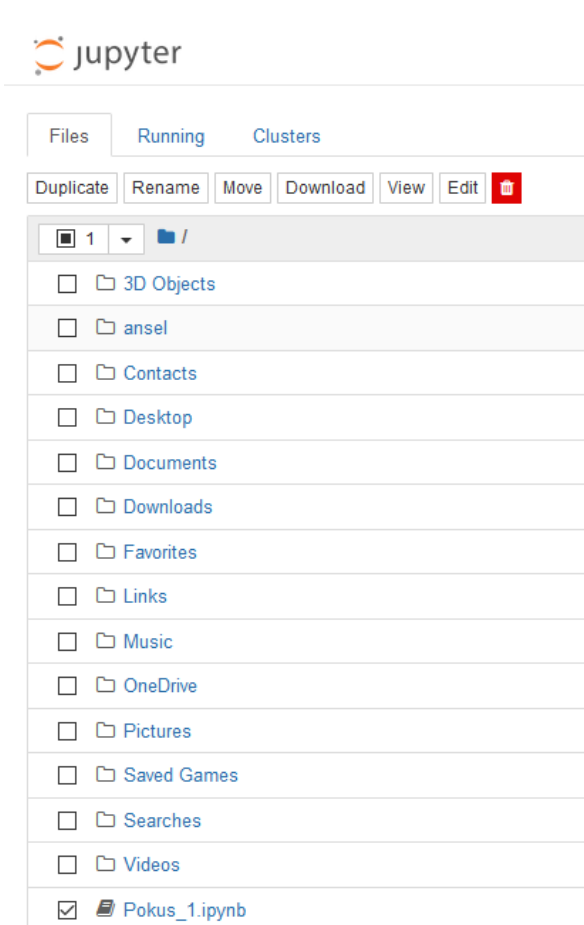 jupyter
Files Running Clusters
Duplicate Rename Move Download View Edit
1 /
3D Objects
ansel
Contacts
Desktop
Documents
Downloads
Favorites
Links
Music
OneDrive
Pictures
Saved Games
Searches
Videos
Pokus_1.ipynb